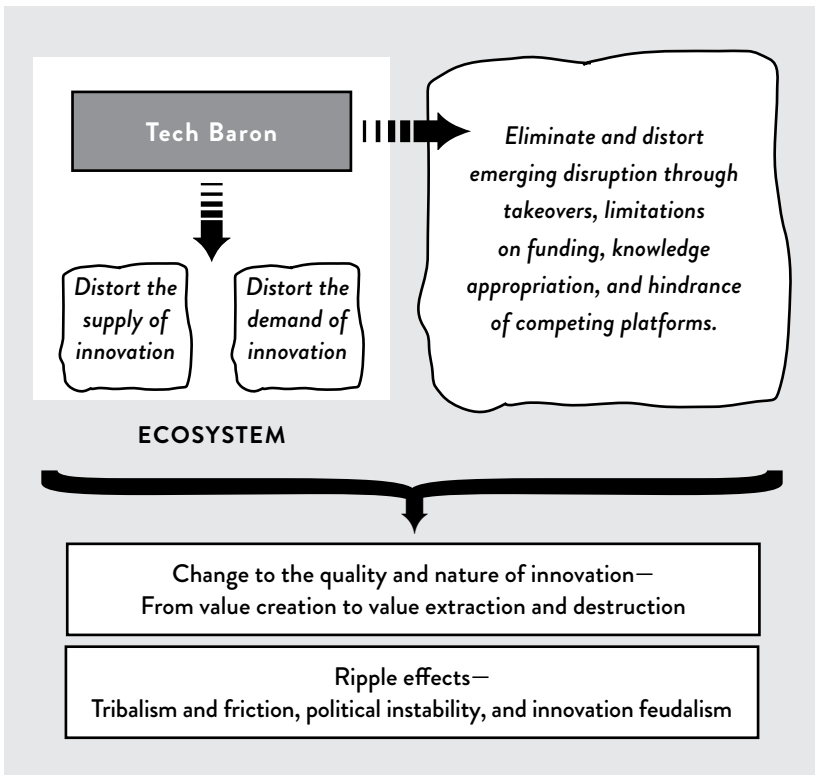 Tech Baron
Eliminate and distort
emerging disruption through
takeovers, limitations
on funding, knowledge
appropriation, and hindrance
of competing platforms.
Distort the
supply of
innovation
Distort the
demand of
innovation
ECOSYSTEM
Change to the quality and nature of innovation—
From value creation to value extraction and destruction
Ripple effects—
Tribalism and friction, political instability, and innovation feudalism